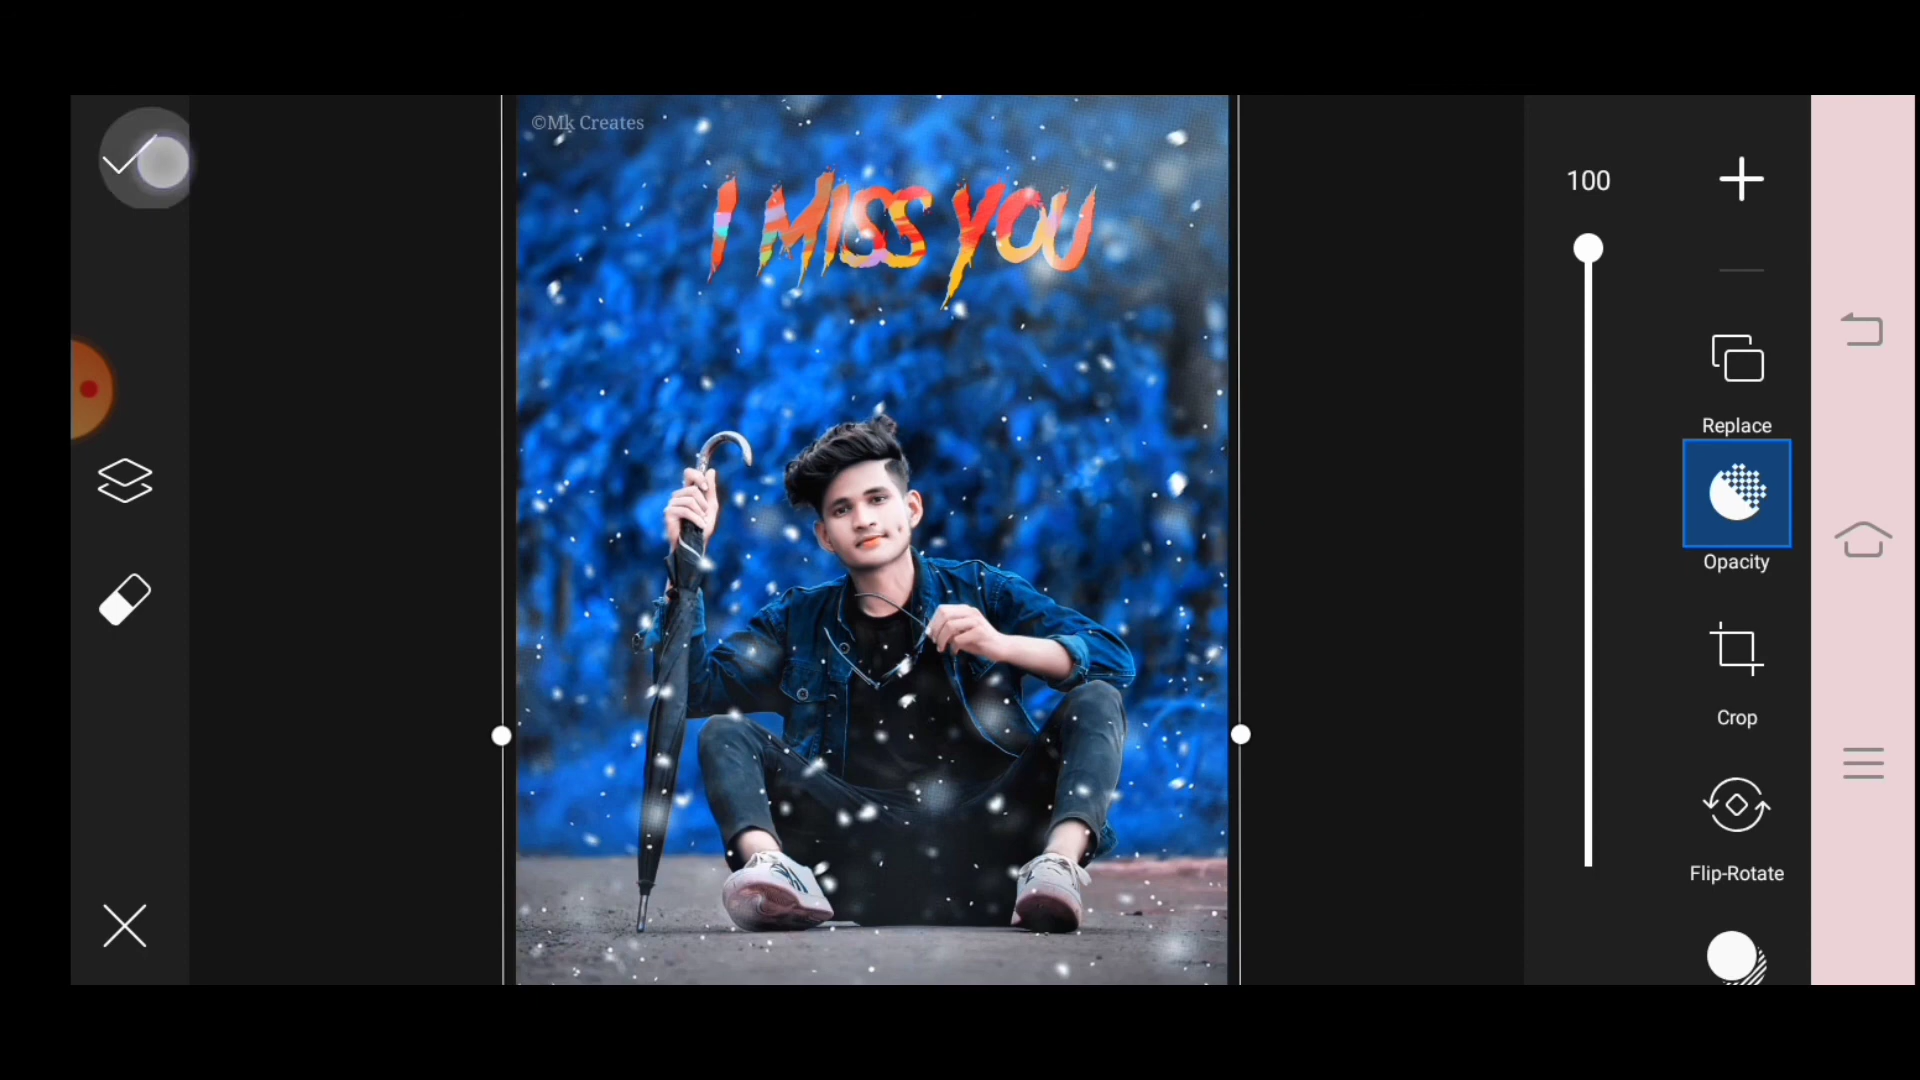 ©Mk Creates
I MISS YOU
100
Replace
Opacity
Crop
Flip-Rotate